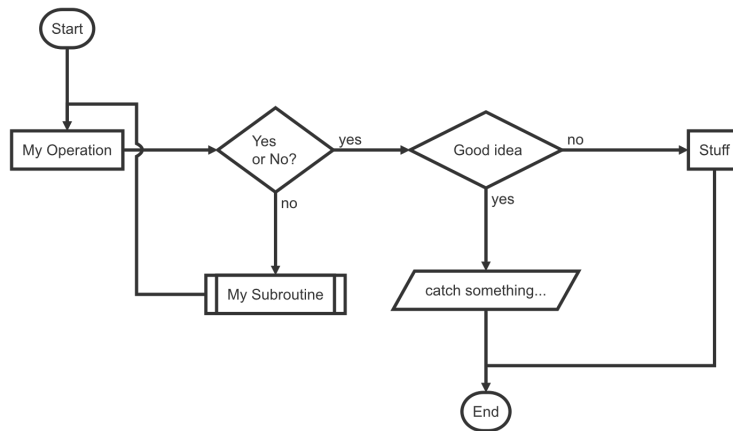 Start
My Operation
Yes
or No?
yes
Good idea
no
Stuff
no
yes
My Subroutine
catch something...
End